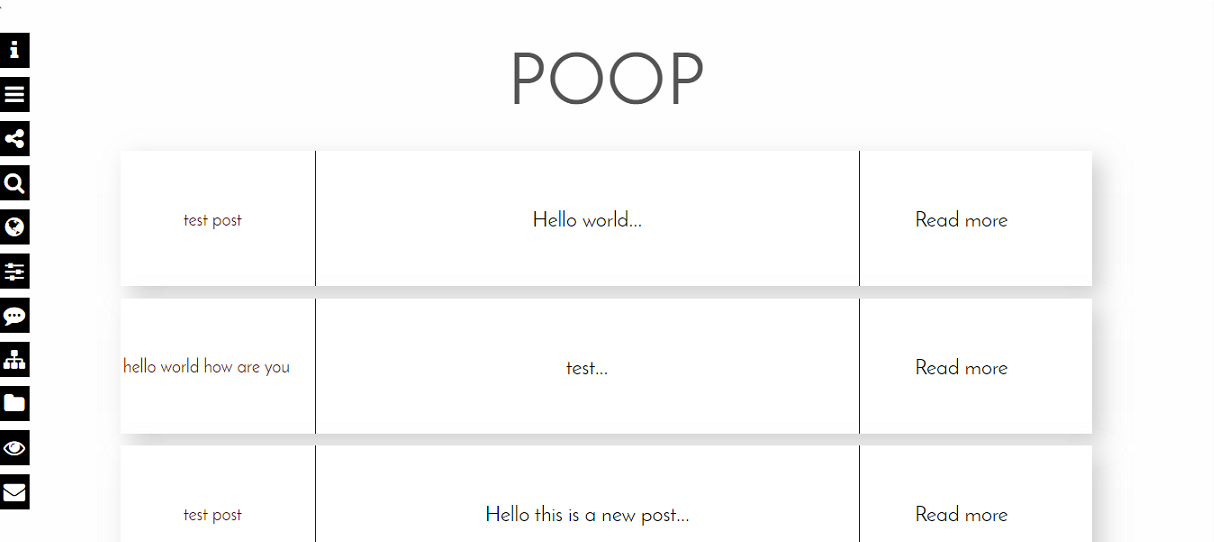 POOP
test post
Hello world...
Read more
hello world how are you
test...
Read more
test post
Hello this is a new post...
Read more